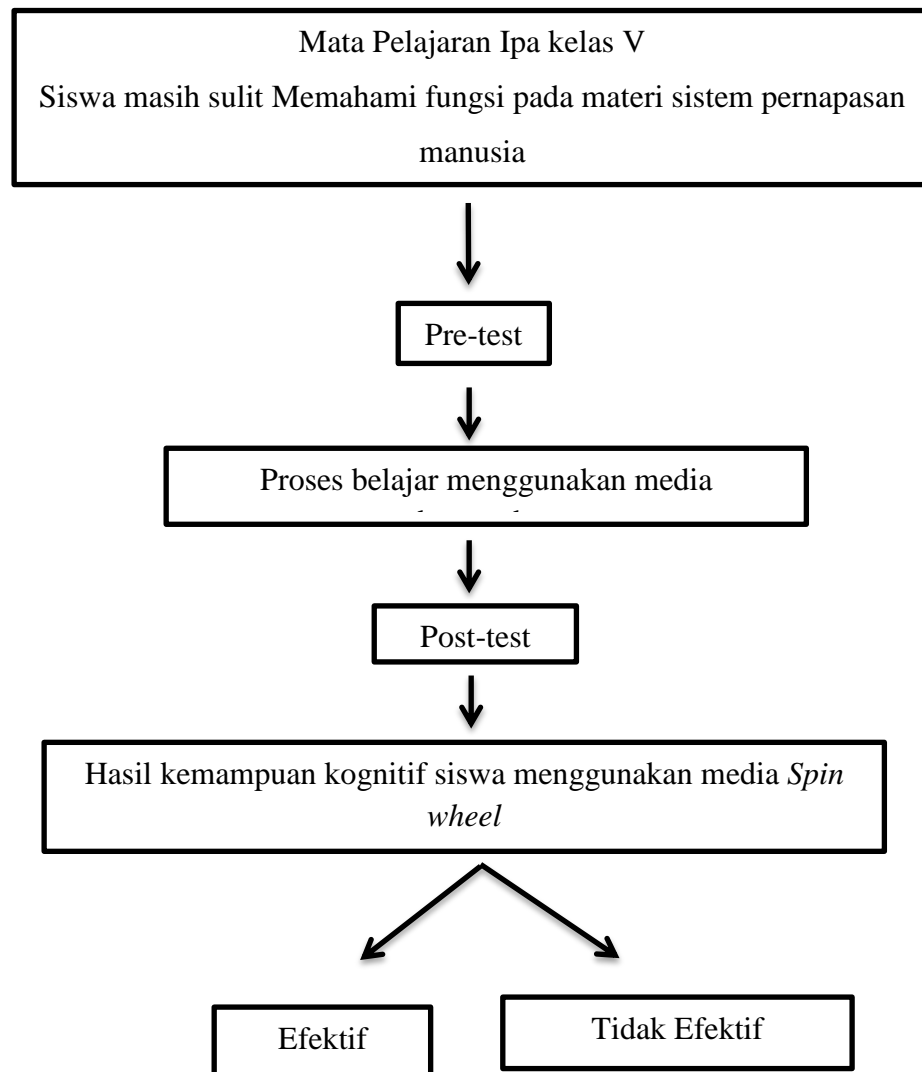 Mata Pelajaran Ipa kelas V
Siswa masih sulit Memahami fungsi pada materi sistem pernapasan
manusia
Pre-test
Proses belajar menggunakan media
Post-test
Hasil kemampuan kognitif siswa menggunakan media Spin
wheel
Efektif
Tidak Efektif